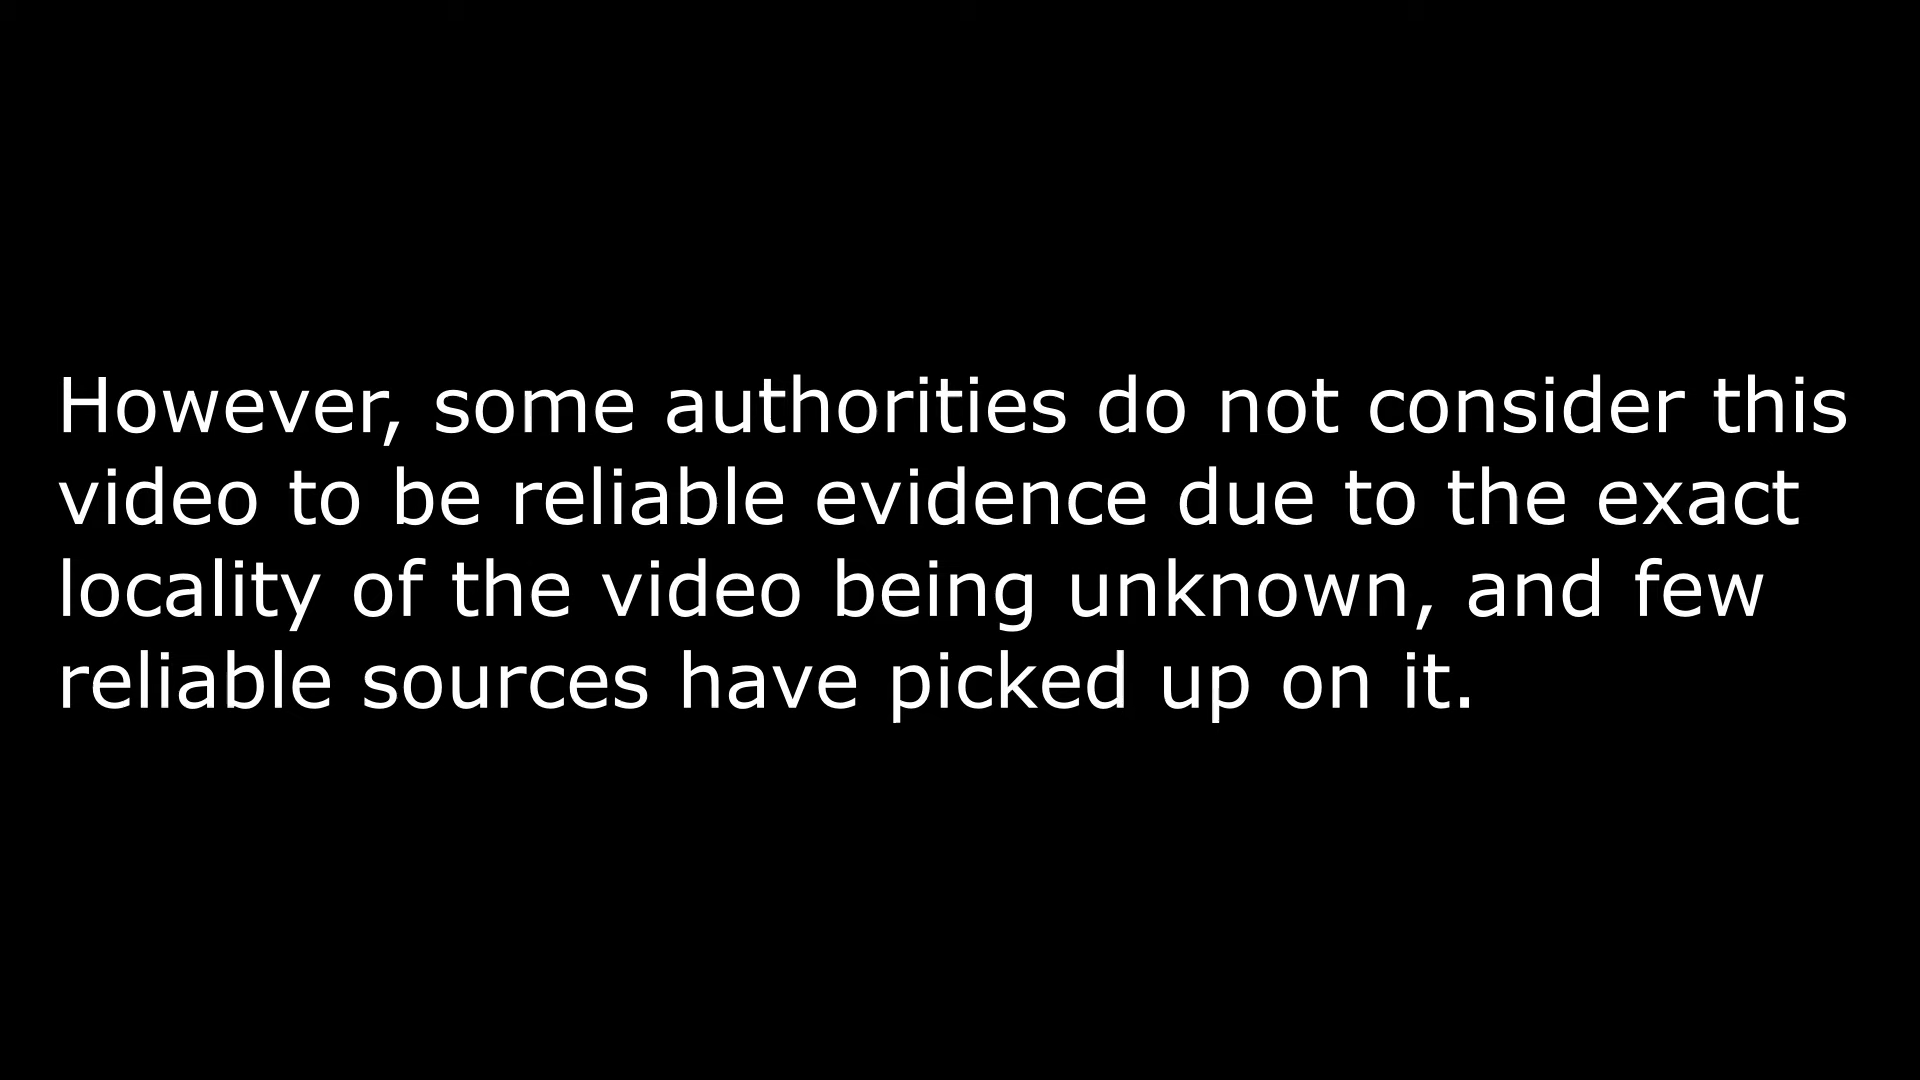 However, some authorities do not consider this
video to be reliable evidence due to the exact
locality of the video being unknown, and few
reliable sources have picked up on it.